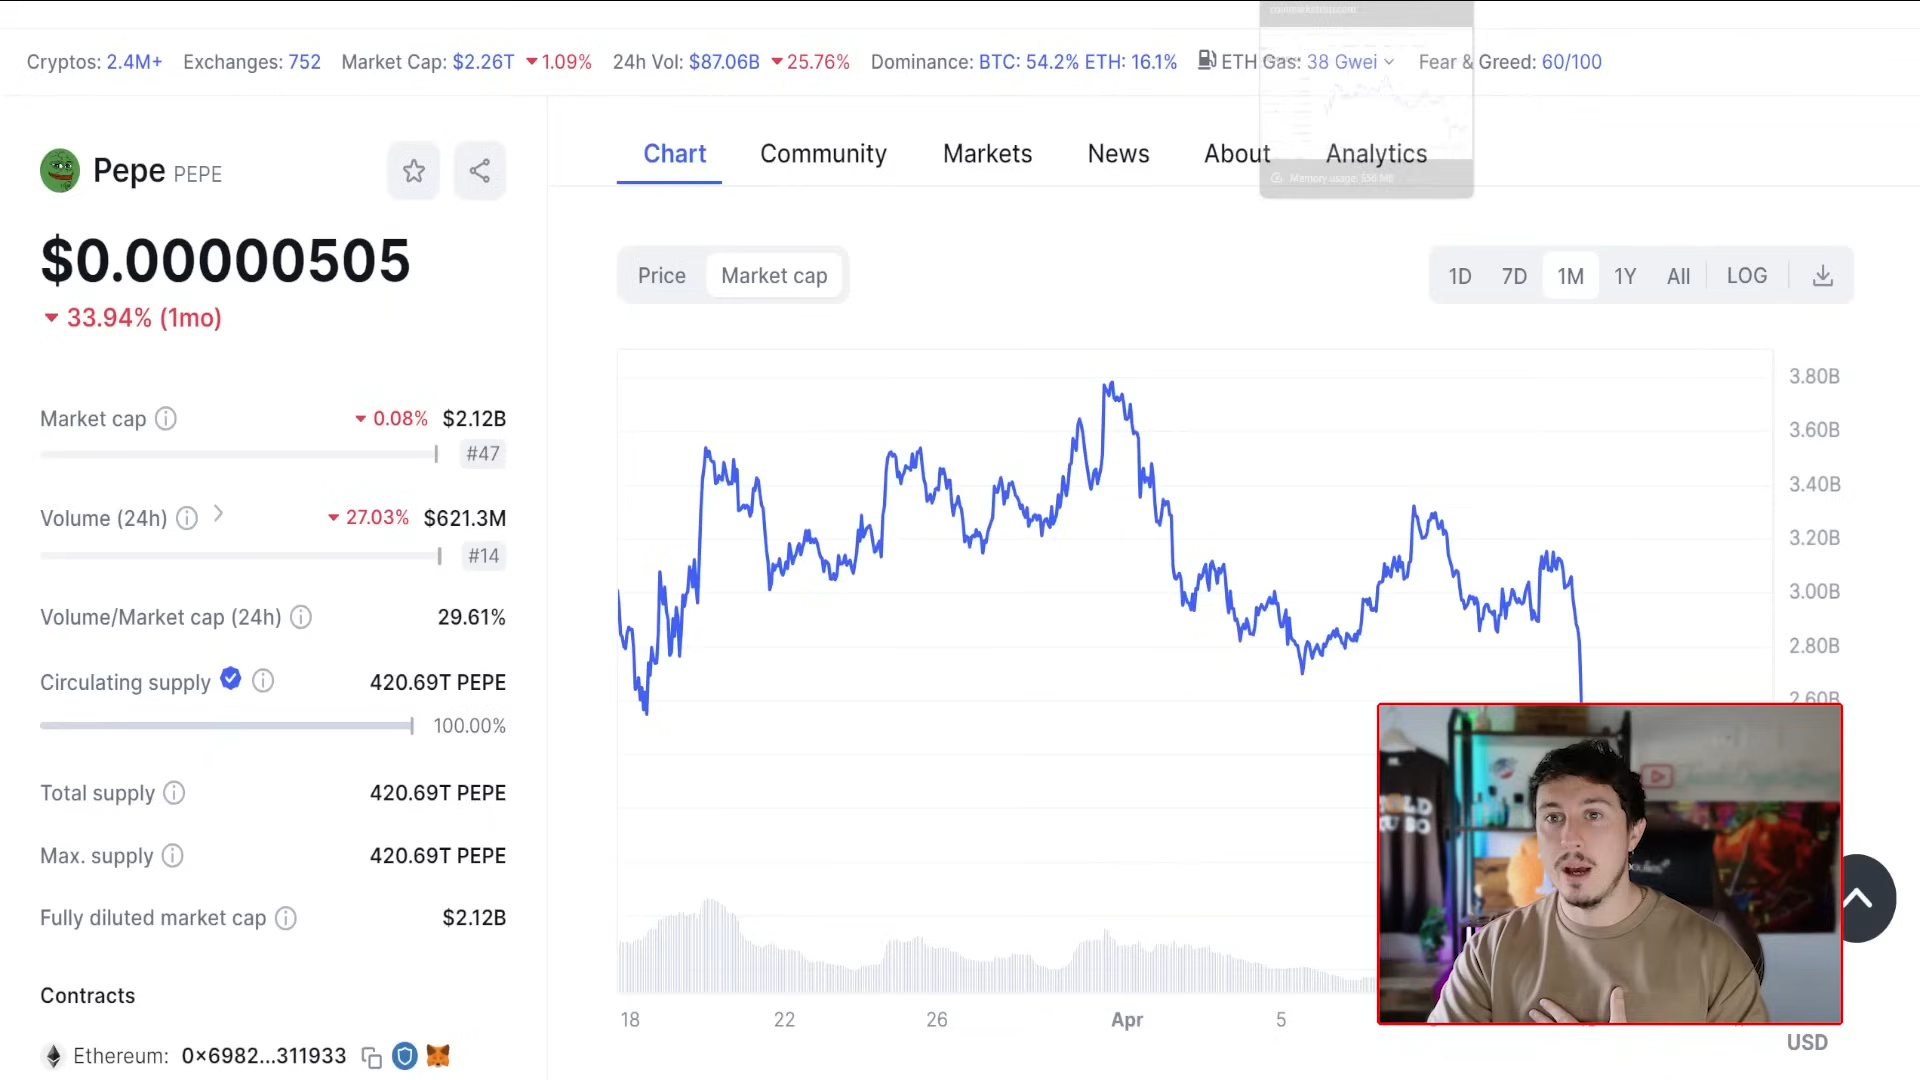 Cryptos: 2.4M+ Exchanges: 752 Market Cap: $2.26T 1.09% 24h Vol: $87.06B 25.76% Dominance: BTC: 54.2% ETH: 16.1% ETH Gas: 38 Gwei Fear & Greed: 60/100
Pepe PEPE
$0.00000505
33.94% (1mo)
Market cap 0.08% $2.12B
#47
Volume (24h) 27.03% $621.3M
#14
Volume/Market cap (24h) 29.61%
Circulating supply 420.69T PEPE
100.00%
Total supply 420.69T PEPE
Max. supply 420.69T PEPE
Fully diluted market cap $2.12B
Contracts
Ethereum: 0x6982...311933
Chart Community Markets News About Analytics
Memory usage: 556 MB
Price Market cap
1D 7D 1M 1Y All LOG
3.80B
3.60B
3.40B
3.20B
3.00B
2.80B
2.60B
18 22 26 Apr 5
USD